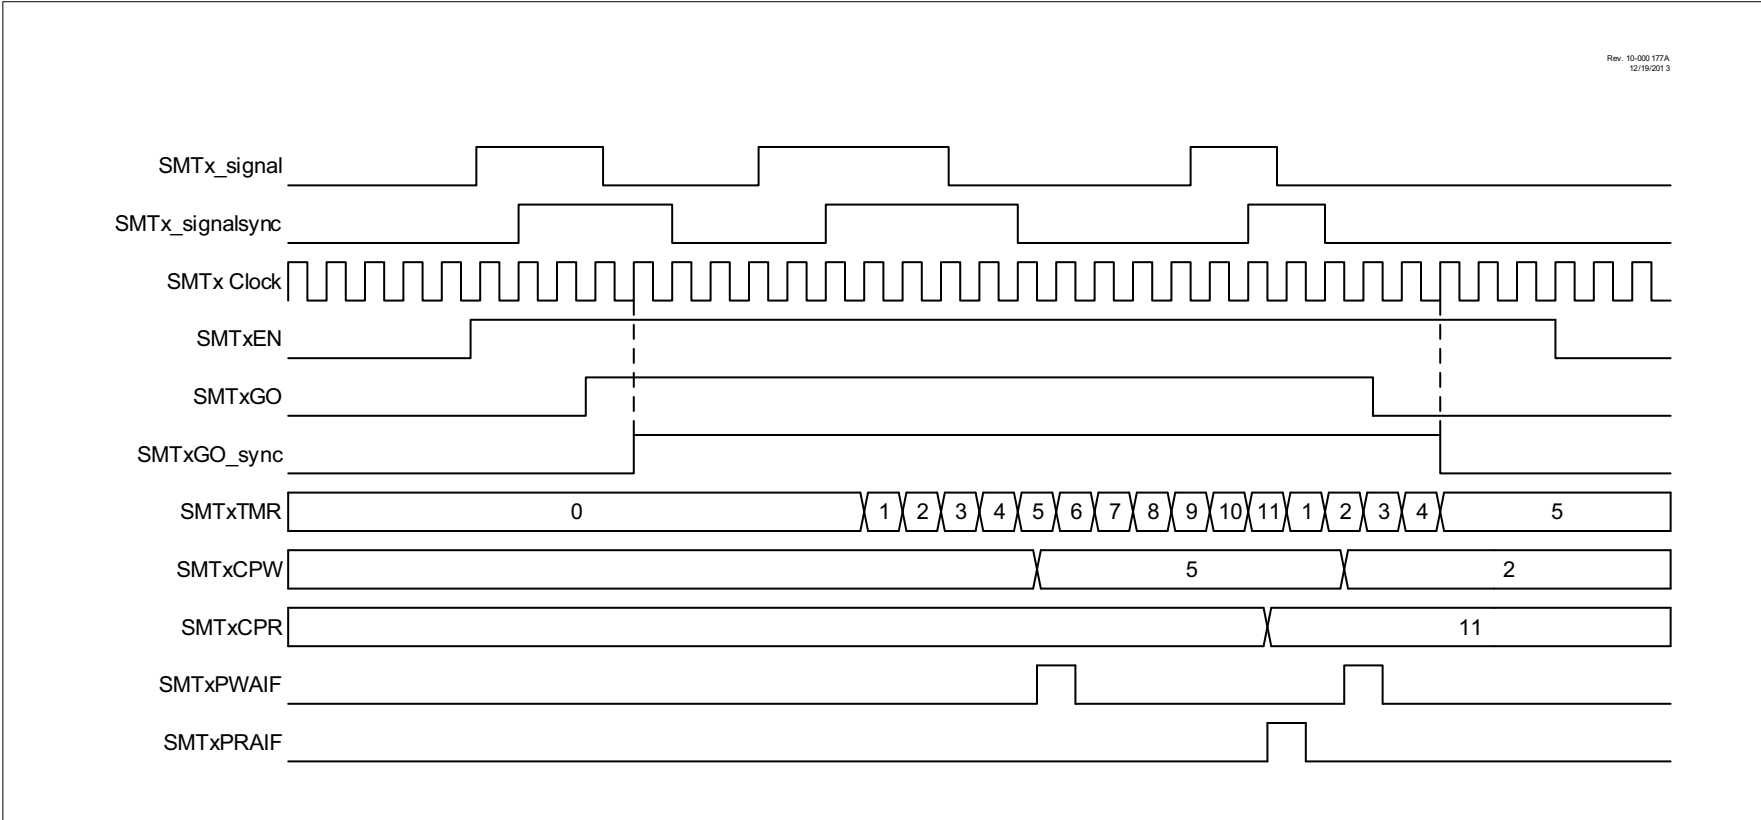 Rev. 10-000 177A
12/19/201 3
SMTx_signal
SMTx_signalsync
SMTx Clock
SMTxEN
SMTxGO
SMTxGO_sync
SMTxTMR 0 1 2 3 4 5 6 7 8 9 10 11 1 2 3 4 5
SMTxCPW 5 2
SMTxCPR 11
SMTxPWAIF
SMTxPRAIF